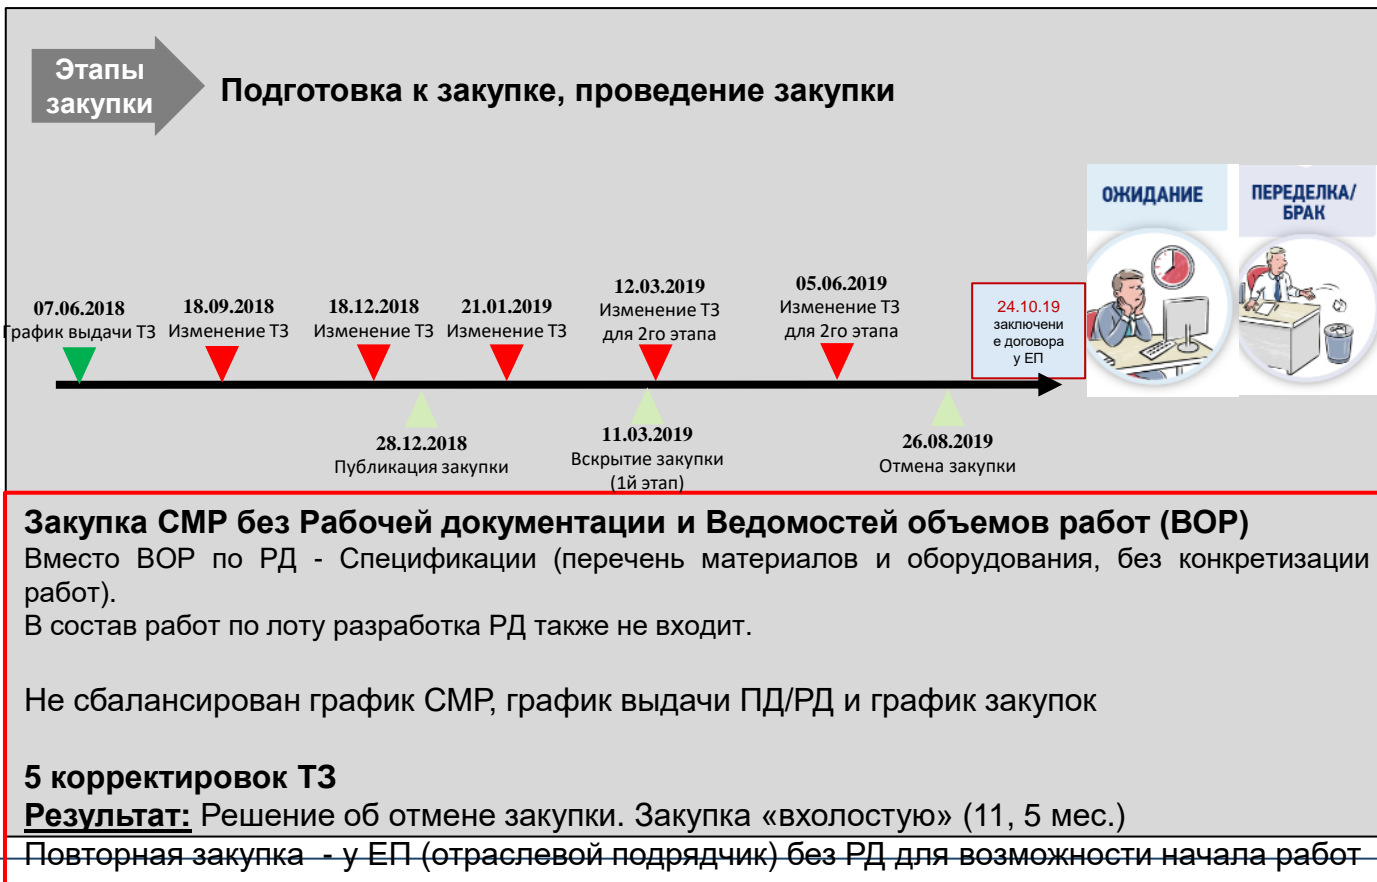 Этапы
закупки
Подготовка к закупке, проведение закупки
ОЖИДАНИЕ
ПЕРЕДЕЛКА/
БРАК
07.06.2018
График выдачи ТЗ
18.09.2018
Изменение ТЗ
18.12.2018
Изменение ТЗ
21.01.2019
Изменение ТЗ
12.03.2019
Изменение ТЗ
для 2го этапа
05.06.2019
Изменение ТЗ
для 2го этапа
24.10.19
заключени
е договора
у ЕП
28.12.2018
Публикация закупки
11.03.2019
Вскрытие закупки
(1й этап)
26.08.2019
Отмена закупки
Закупка СМР без Рабочей документации и Ведомостей объемов работ (ВОР)
Вместо ВОР по РД - Спецификации (перечень материалов и оборудования, без конкретизации
работ).
В состав работ по лоту разработка РД также не входит.
Не сбалансирован график СМР, график выдачи ПД/РД и график закупок
5 корректировок ТЗ
Результат: Решение об отмене закупки. Закупка «вхолостую» (11, 5 мес.)
Повторная закупка - у ЕП (отраслевой подрядчик) без РД для возможности начала работ